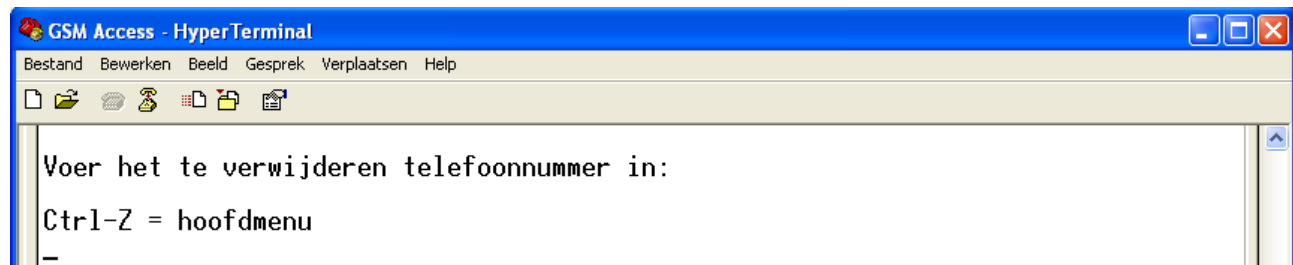 GSM Access - HyperTerminal
Bestand Bewerken Beeld Gesprek Verplaatsen Help
Voer het te verwijderen telefoonnummer in:
Ctrl-Z = hoofdmenu